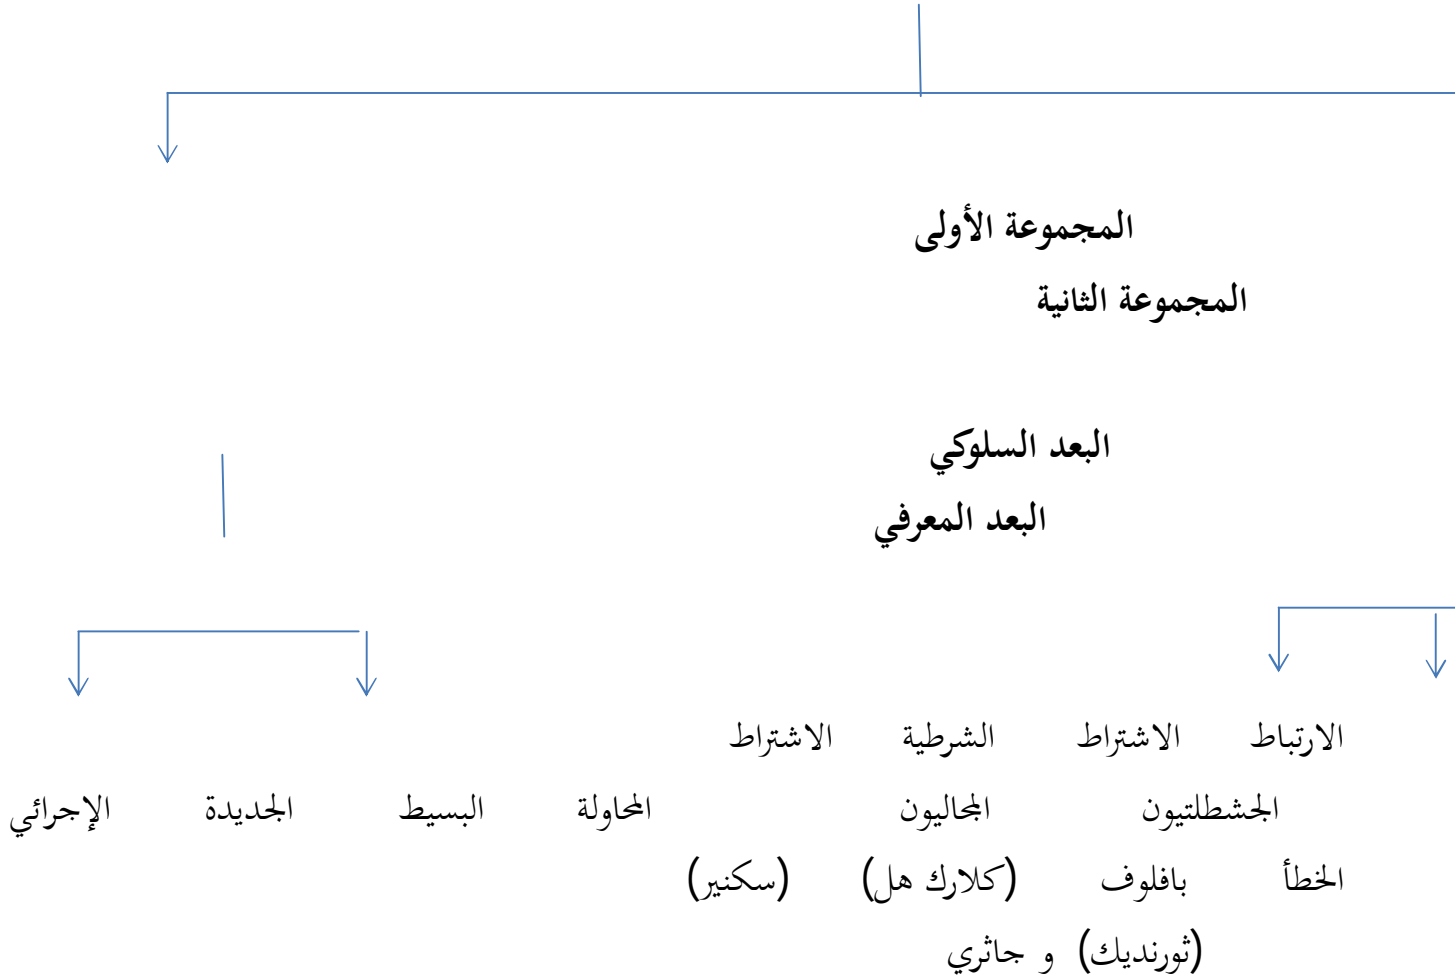 المجموعة الأولى
المجموعة الثانية
البعد السلوكي
البعد المعرفي
الارتباط الاشتراط الشرطية الاشتراط
الجشطلتيون المجاليون المحاولة البسيط الجديدة الإجرائي
الخطأ بافلوف (كلارك هل) (سكنير)
(ثورنديك) و جاثري